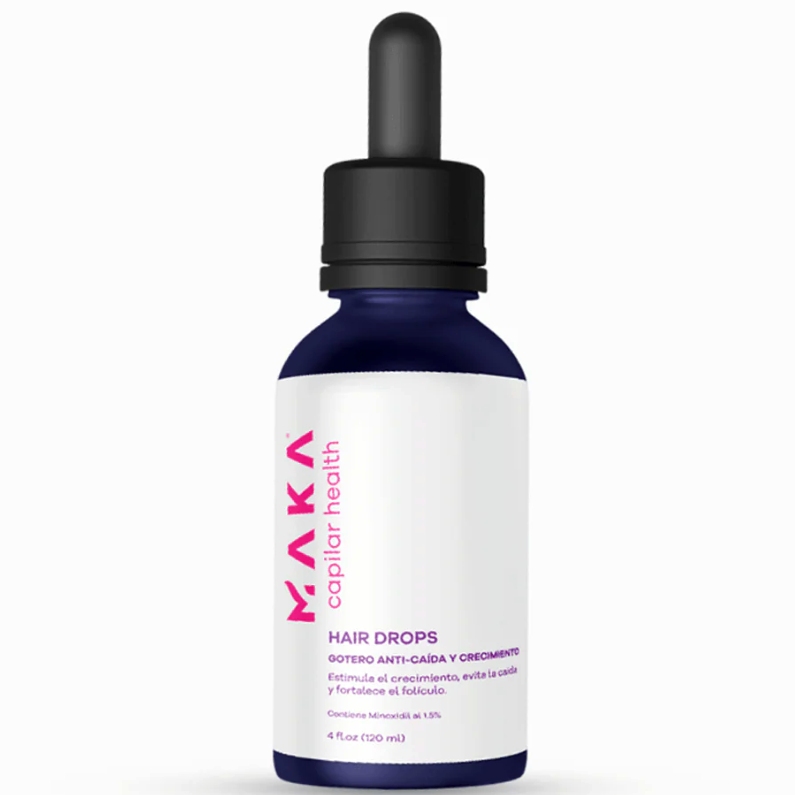 MAKA
capilar health
HAIR DROPS
GOTERO ANTI-CAÍDA Y CRECIMIENTO
Estimula el crecimiento, evita la caída
y fortalece el folículo.
Contiene Minoxidil al 1.5%
4 fl.oz (120 ml)